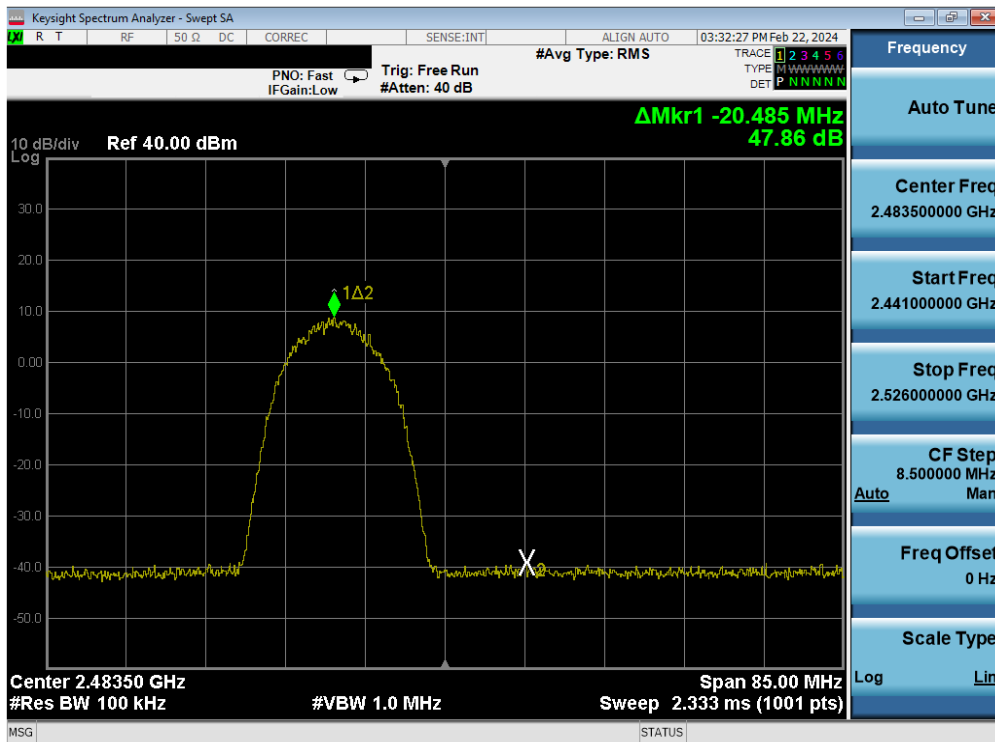 Keysight Spectrum Analyzer - Swept SA
LXI R T RF 50 Ω DC CORREC SENSE:INT ALIGN AUTO 03:32:27 PM Feb 22, 2024
#Avg Type: RMS
TRACE 1 2 3 4 5 6
TYPE M WWWWW
DET P N N N N N
PNO: Fast
IFGain:Low
Trig: Free Run
#Atten: 40 dB
ΔMkr1 -20.485 MHz
47.86 dB
10 dB/div
Log
Ref 40.00 dBm
30.0
20.0
10.0
0.00
-10.0
-20.0
-30.0
-40.0
-50.0
1Δ2
X2
Center 2.48350 GHz
#Res BW 100 kHz
#VBW 1.0 MHz
Span 85.00 MHz
Sweep 2.333 ms (1001 pts)
MSG
STATUS
Frequency
Auto Tune
Center Freq
2.483500000 GHz
Start Freq
2.441000000 GHz
Stop Freq
2.526000000 GHz
CF Step
8.500000 MHz
Auto Man
Freq Offset
0 Hz
Scale Type
Log Lin